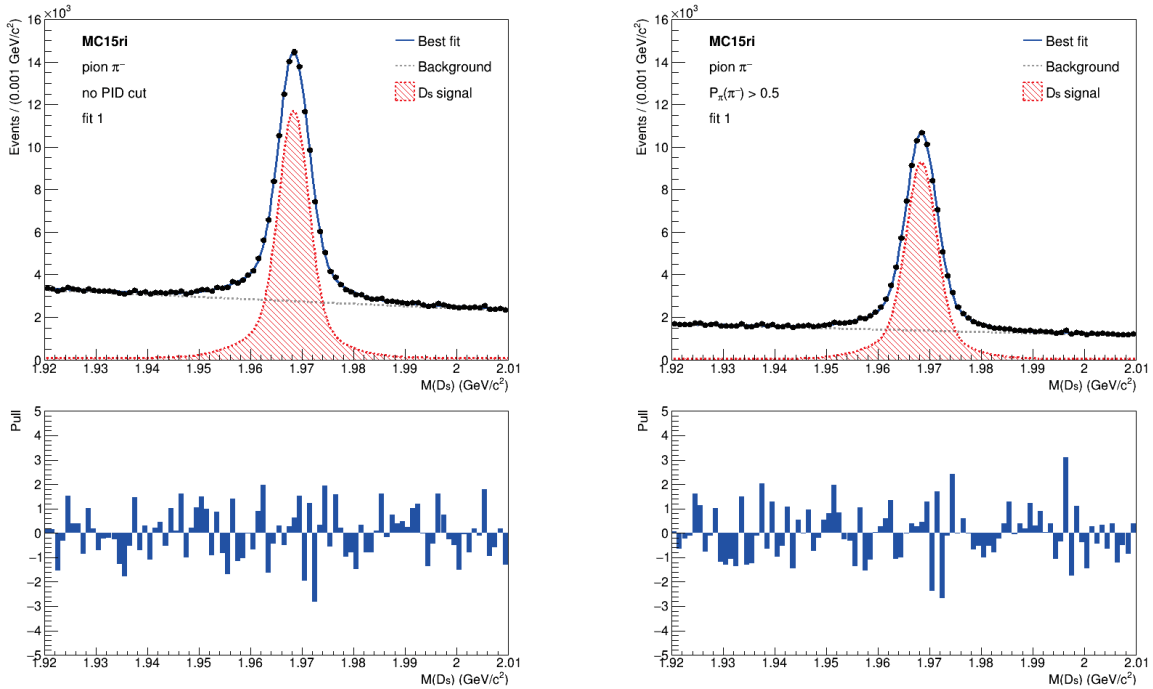 ×10³
16
14
12
10
8
6
4
2
0
Events / (0.001 GeV/c²)
MC15ri
pion π⁻
no PID cut
fit 1
Best fit
Background
Ds signal
1.92 1.93 1.94 1.95 1.96 1.97 1.98 1.99 2 2.01
M(Ds) (GeV/c²)
×10³
16
14
12
10
8
6
4
2
0
Events / (0.001 GeV/c²)
MC15ri
pion π⁻
Pπ(π⁻) > 0.5
fit 1
Best fit
Background
Ds signal
1.92 1.93 1.94 1.95 1.96 1.97 1.98 1.99 2 2.01
M(Ds) (GeV/c²)
Pull
5
4
3
2
1
0
−1
−2
−3
−4
−5
1.92 1.93 1.94 1.95 1.96 1.97 1.98 1.99 2 2.01
M(Ds) (GeV/c²)
Pull
5
4
3
2
1
0
−1
−2
−3
−4
−5
1.92 1.93 1.94 1.95 1.96 1.97 1.98 1.99 2 2.01
M(Ds) (GeV/c²)